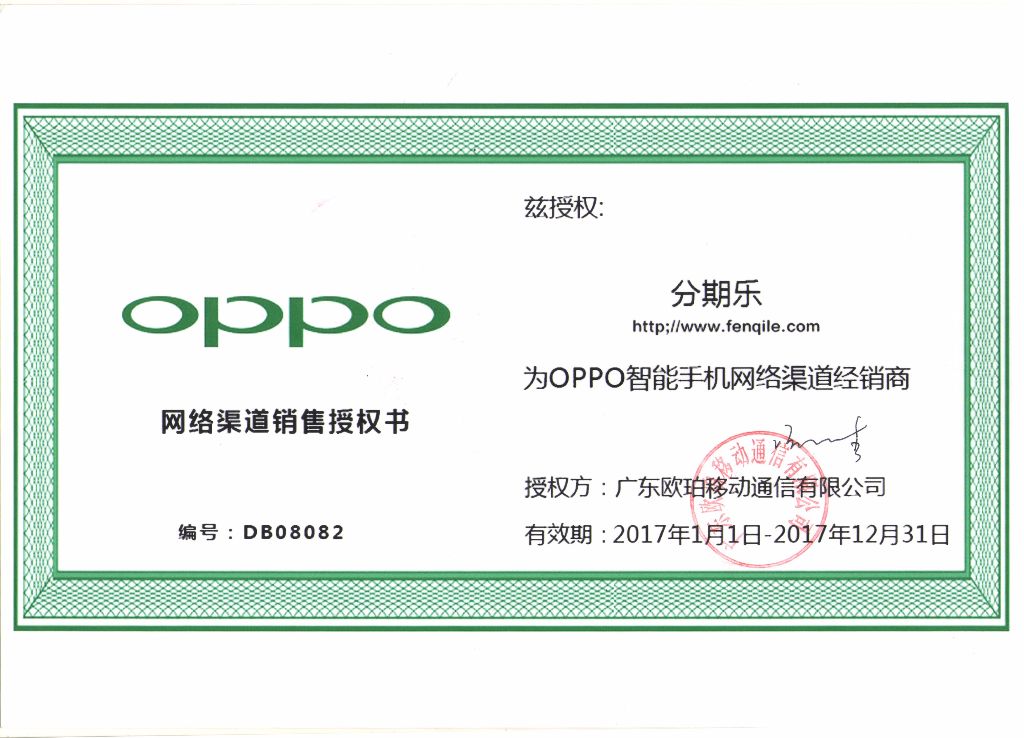 oppo
网络渠道销售授权书
编号：DB08082
兹授权:
分期乐
http;//www.fenqile.com
为OPPO智能手机网络渠道经销商
授权方：广东欧珀移动通信有限公司
有效期：2017年1月1日-2017年12月31日
广东欧珀移动通信有限公司